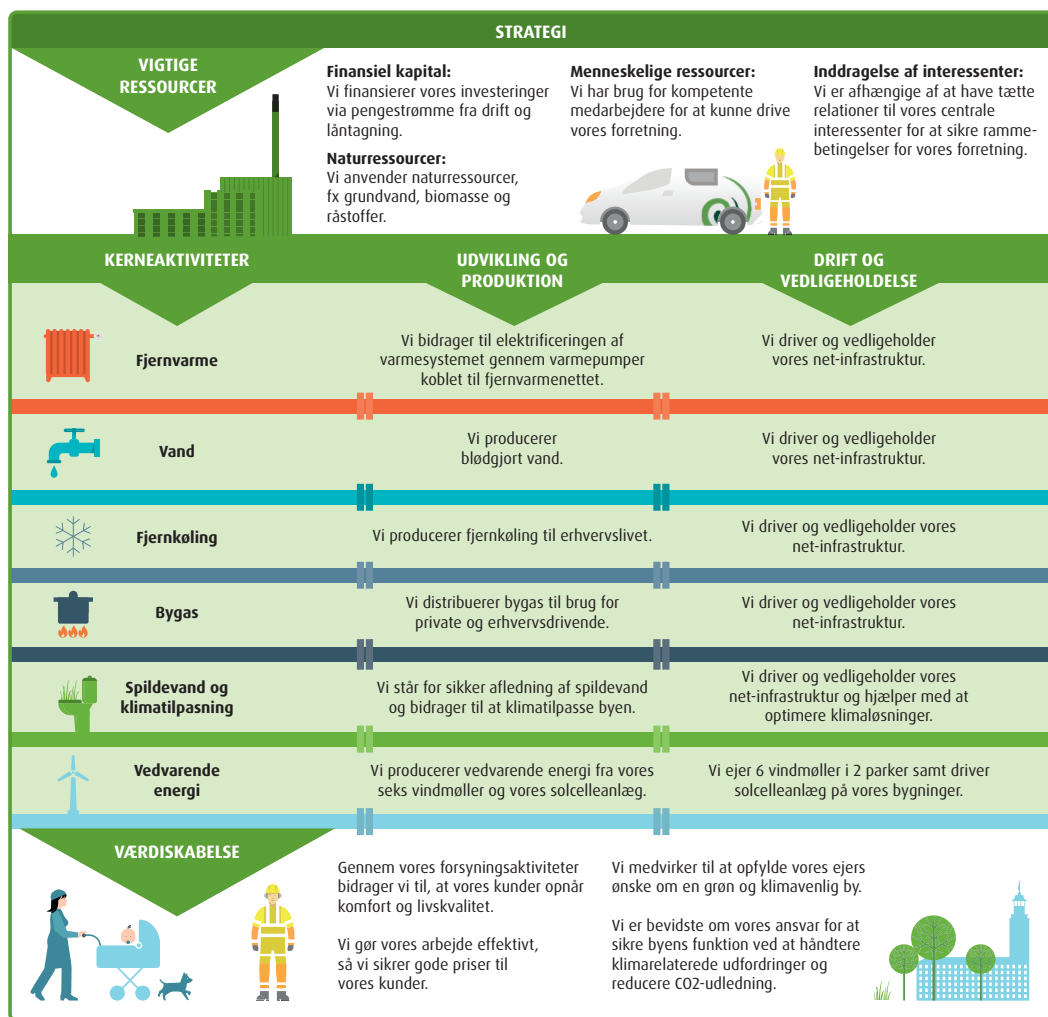 STRATEGI
VIGTIGE
RESSOURCER
Finansiel kapital:
Vi finansierer vores investeringer
via pengestrømme fra drift og
låntagning.
Naturressourcer:
Vi anvender naturressourcer,
fx grundvand, biomasse og
råstoffer.
Menneskelige ressourcer:
Vi har brug for kompetente
medarbejdere for at kunne drive
vores forretning.
Inddragelse af interessenter:
Vi er afhængige af at have tætte
relationer til vores centrale
interessenter for at sikre ramme-
betingelser for vores forretning.
KERNEAKTIVITETER
UDVIKLING OG
PRODUKTION
DRIFT OG
VEDLIGEHOLDELSE
Fjernvarme
Vi bidrager til elektrificeringen af
varmesystemet gennem varmepumper
koblet til fjernvarmenettet.
Vi driver og vedligeholder
vores net-infrastruktur.
Vand
Vi producerer
blødgjort vand.
Vi driver og vedligeholder
vores net-infrastruktur.
Fjernkøling
Vi producerer fjernkøling til erhvervslivet.
Vi driver og vedligeholder vores
net-infrastruktur.
Bygas
Vi distribuerer bygas til brug for
private og erhvervsdrivende.
Vi driver og vedligeholder vores
net-infrastruktur.
Spildevand og
klimatilpasning
Vi står for sikker afledning af spildevand
og bidrager til at klimatilpasse byen.
Vi driver og vedligeholder vores
net-infrastruktur og hjælper med at
optimere klimaløsninger.
Vedvarende
energi
Vi producerer vedvarende energi fra vores
seks vindmøller og vores solcelleanlæg.
Vi ejer 6 vindmøller i 2 parker samt driver
solcelleanlæg på vores bygninger.
VÆRDISKABELSE
Gennem vores forsyningsaktiviteter
bidrager vi til, at vores kunder opnår
komfort og livskvalitet.
Vi gør vores arbejde effektivt,
så vi sikrer gode priser til
vores kunder.
Vi medvirker til at opfylde vores ejers
ønske om en grøn og klimavenlig by.
Vi er bevidste om vores ansvar for at
sikre byens funktion ved at håndtere
klimarelaterede udfordringer og
reducere CO2-udledning.